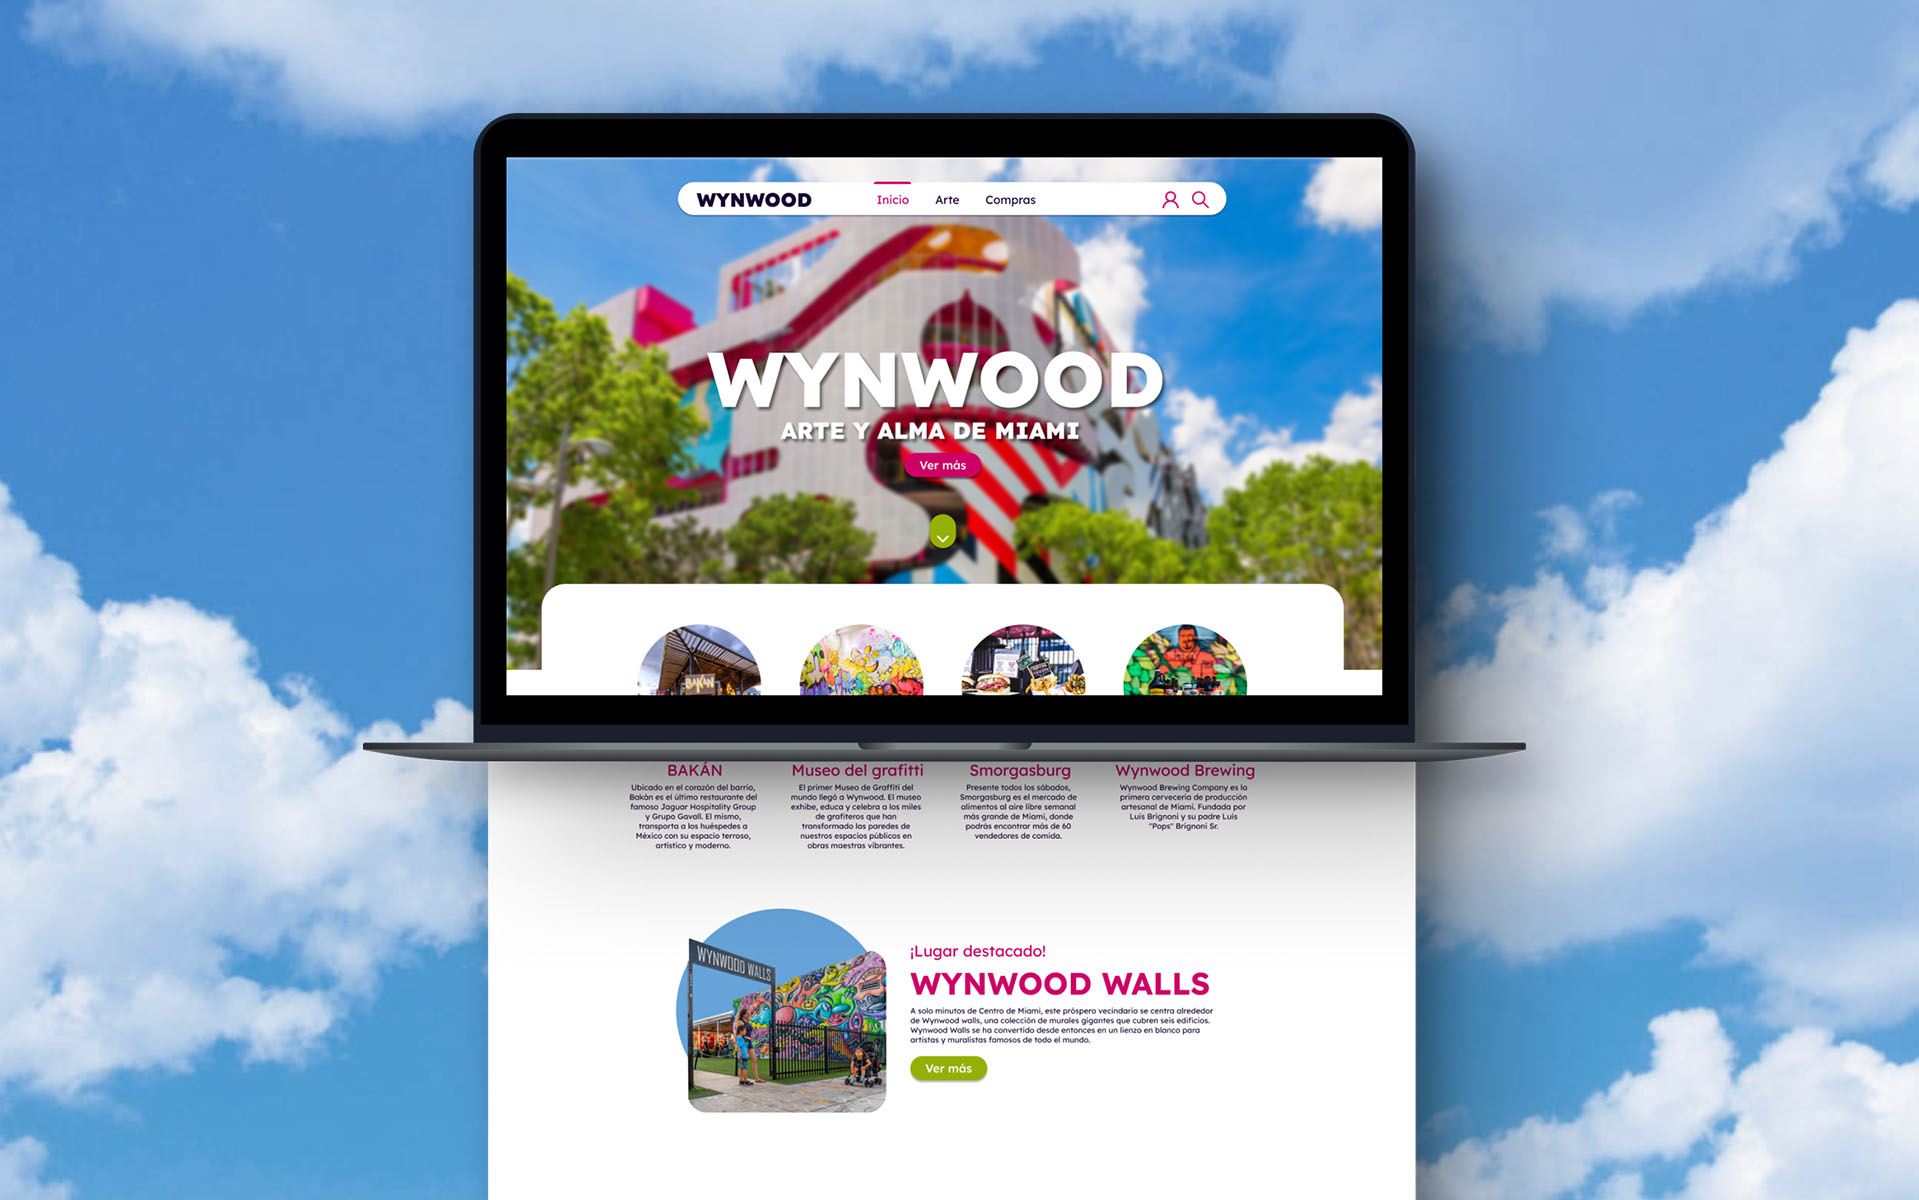 WYNWOOD
Inicio
Arte
Compras
WYNWOOD
ARTE Y ALMA DE MIAMI
Ver más
BAKAN
BAKÁN
Ubicado en el corazón del barrio,
Bakán es el último restaurante del
famoso Jaguar Hospitality Group
y Grupo Gavall. El mismo,
transporta a los huéspedes a
México con su espacio terroso,
artístico y moderno.
Museo del grafitti
El primer Museo de Graffiti del
mundo llegó a Wynwood. El museo
exhibe, educa y celebra a los miles
de grafiteros que han
transformado las paredes de
nuestros espacios públicos en
obras maestras vibrantes.
Smorgasburg
Presente todos los sábados,
Smorgasburg es el mercado de
alimentos al aire libre semanal
más grande de Miami, donde
podrás encontrar más de 60
vendedores de comida.
Wynwood Brewing
Wynwood Brewing Company es la
primera cervecería de producción
artesanal de Miami. Fundada por
Luis Brignoni y su padre Luis
"Pops" Brignoni Sr.
WYNWOOD WALLS
¡Lugar destacado!
WYNWOOD WALLS
A solo minutos de Centro de Miami, este próspero vecindario se centra alrededor
de Wynwood walls, una colección de murales gigantes que cubren seis edificios.
Wynwood Walls se ha convertido desde entonces en un lienzo en blanco para
artistas y muralistas famosos de todo el mundo.
Ver más